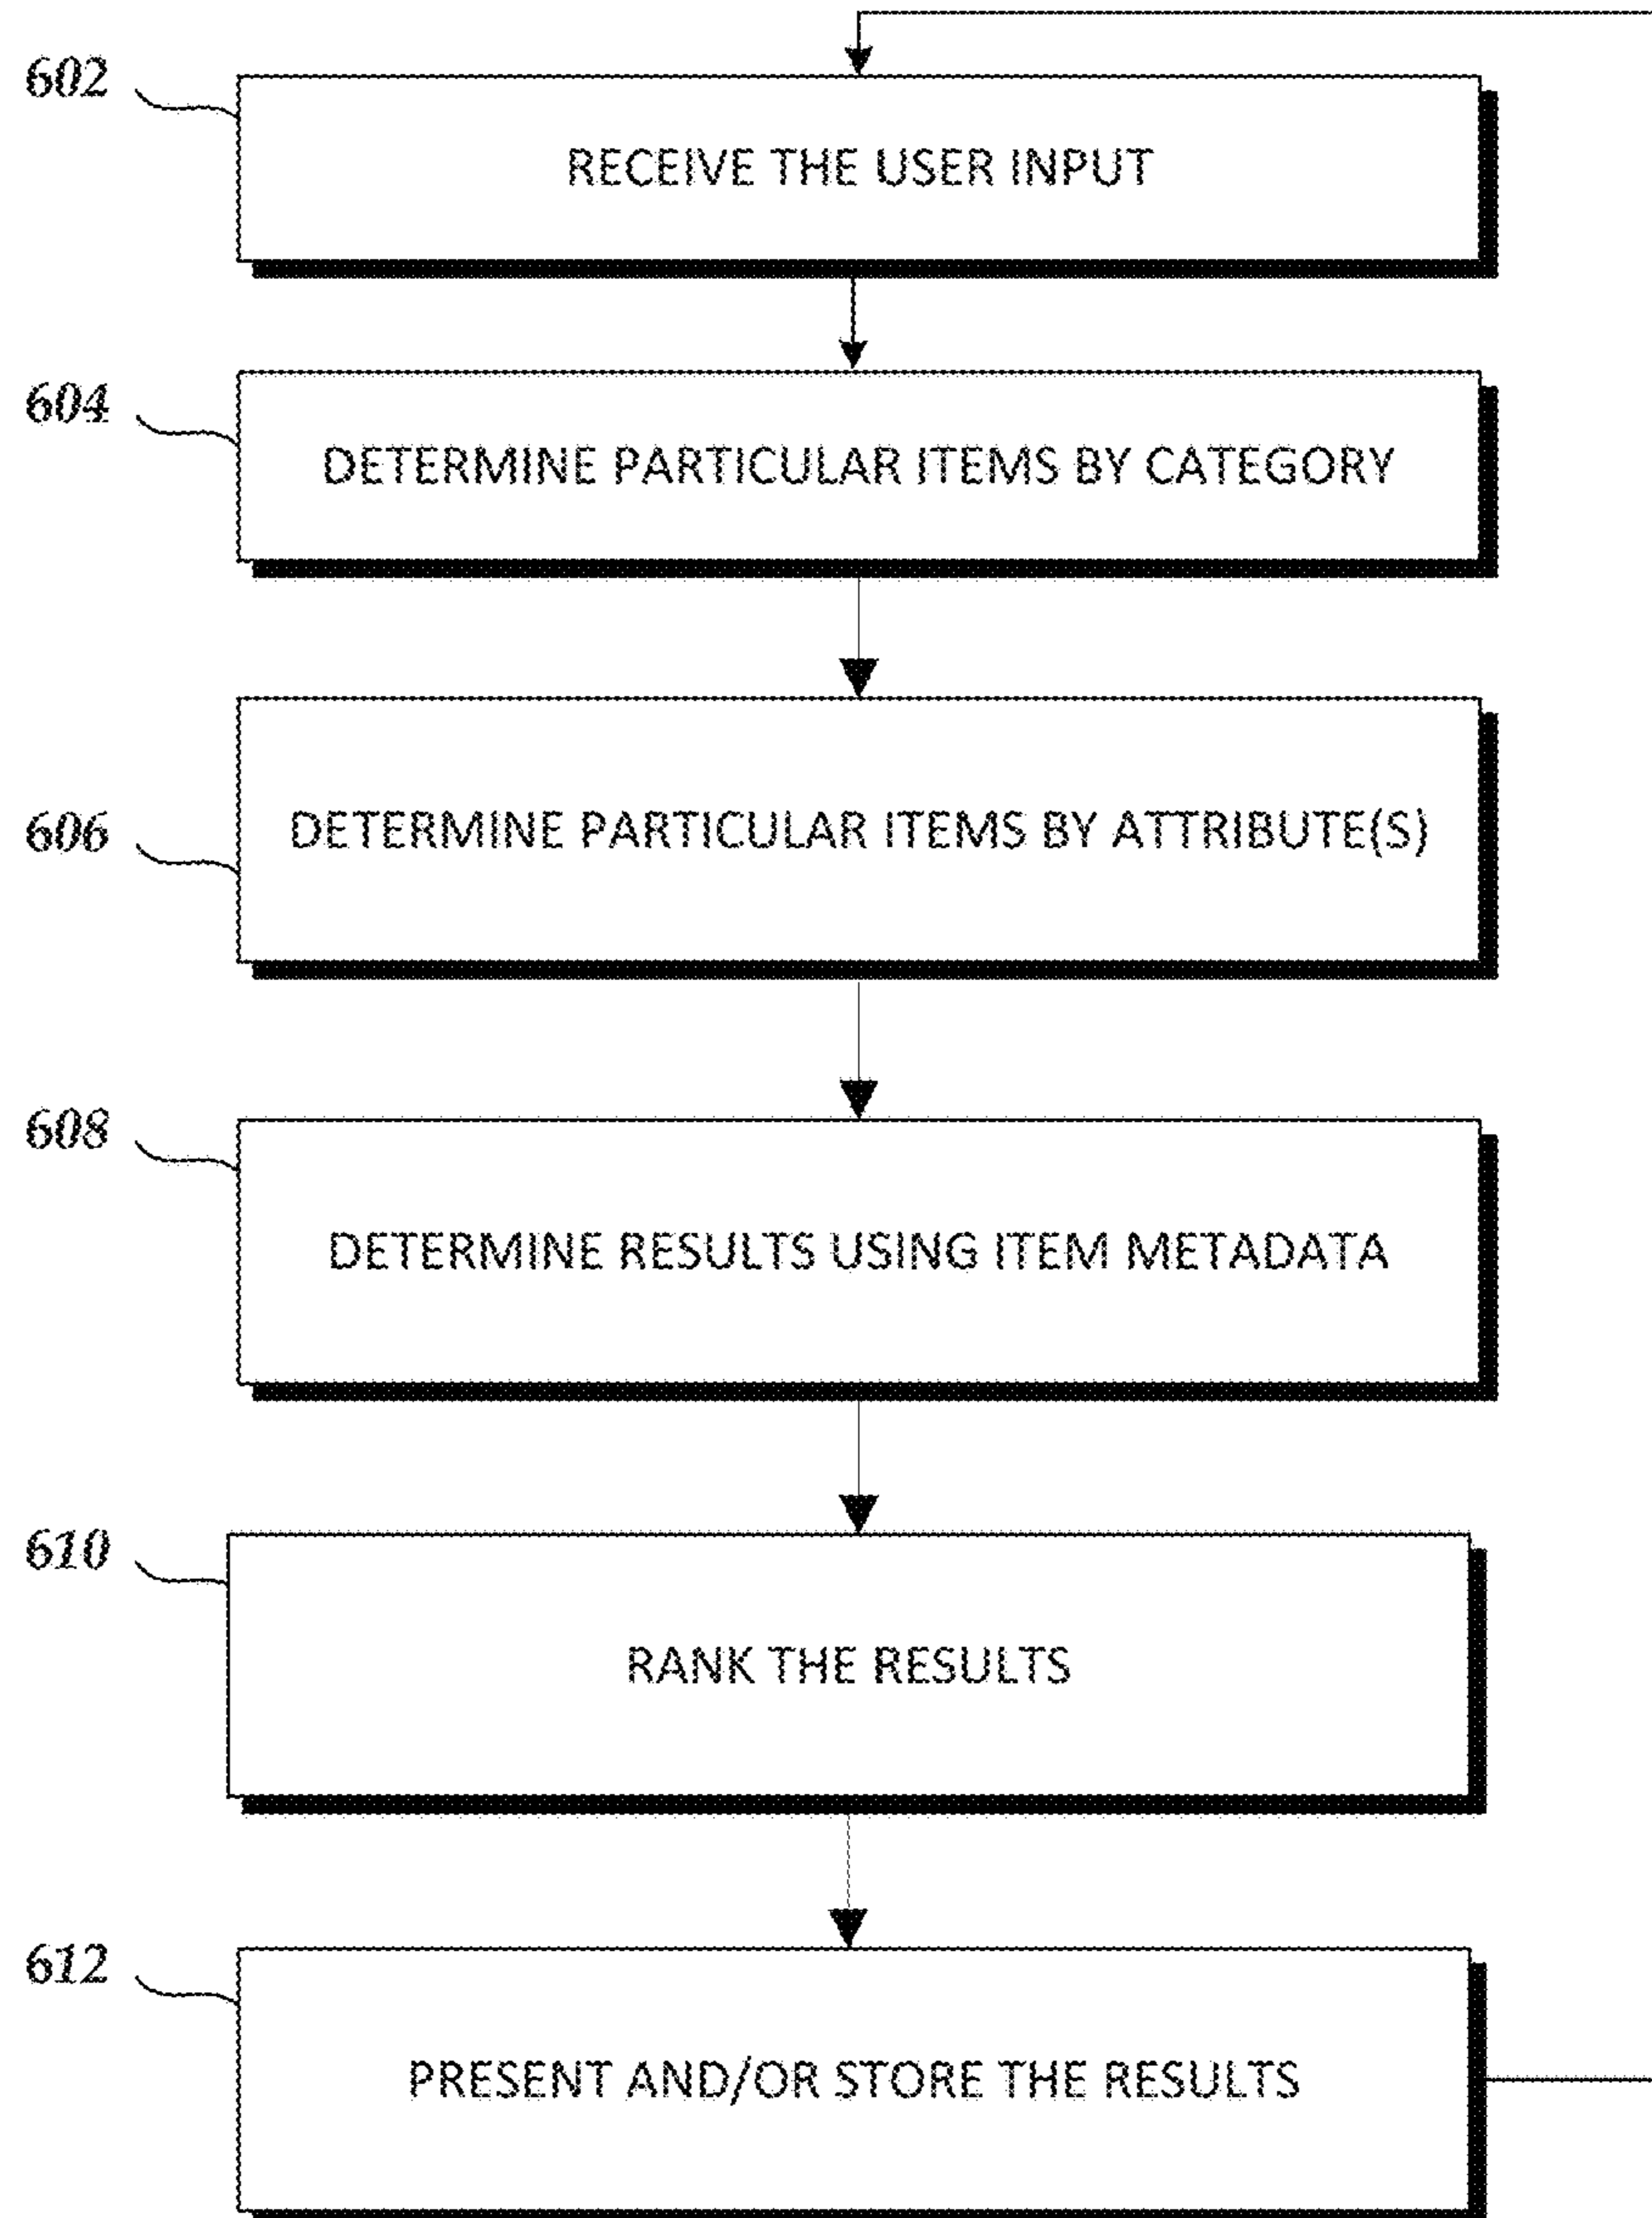 602
RECEIVE THE USER INPUT
604
DETERMINE PARTICULAR ITEMS BY CATEGORY
606
DETERMINE PARTICULAR ITEMS BY ATTRIBUTE(S)
608
DETERMINE RESULTS USING ITEM METADATA
610
RANK THE RESULTS
612
PRESENT AND/OR STORE THE RESULTS